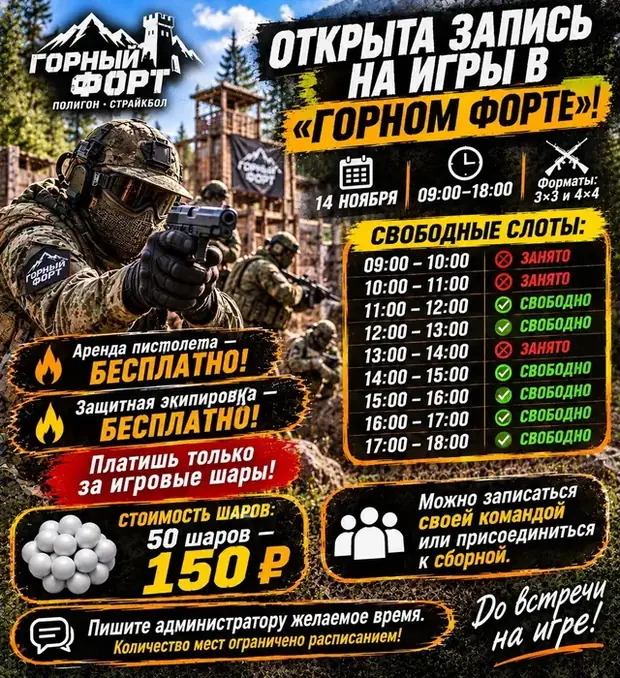 ГОРНЫЙ
ФОРТ
ПОЛИГОН · СТРАЙКБОЛ
ОТКРЫТА ЗАПИСЬ
НА ИГРЫ В
«ГОРНОМ ФОРТЕ»!
14 НОЯБРЯ
09:00–18:00
Форматы:
3×3 и 4×4
ГОРНЫЙ
ФОРТ
ГОРНЫЙ
ФОРТ
СВОБОДНЫЕ СЛОТЫ:
09:00 – 10:00 ЗАНЯТО
10:00 – 11:00 ЗАНЯТО
11:00 – 12:00 СВОБОДНО
12:00 – 13:00 СВОБОДНО
13:00 – 14:00 ЗАНЯТО
14:00 – 15:00 СВОБОДНО
15:00 – 16:00 СВОБОДНО
16:00 – 17:00 СВОБОДНО
17:00 – 18:00 СВОБОДНО
Аренда пистолета —
БЕСПЛАТНО!
Защитная экипировка —
БЕСПЛАТНО!
Платишь только
за игровые шары!
СТОИМОСТЬ ШАРОВ:
50 шаров —
150 ₽
Можно записаться
своей командой
или присоединиться
к сборной.
Пишите администратору желаемое время.
Количество мест ограничено расписанием!
До встречи
на игре!